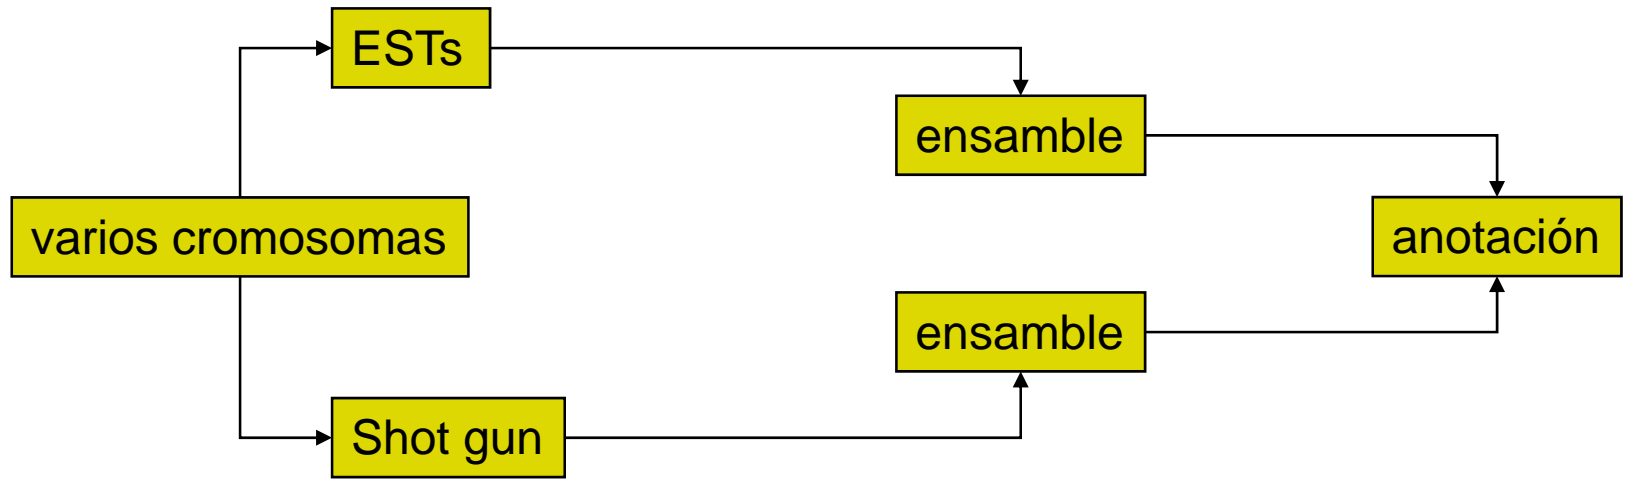 ESTs
ensamble
varios cromosomas
anotación
ensamble
Shot gun